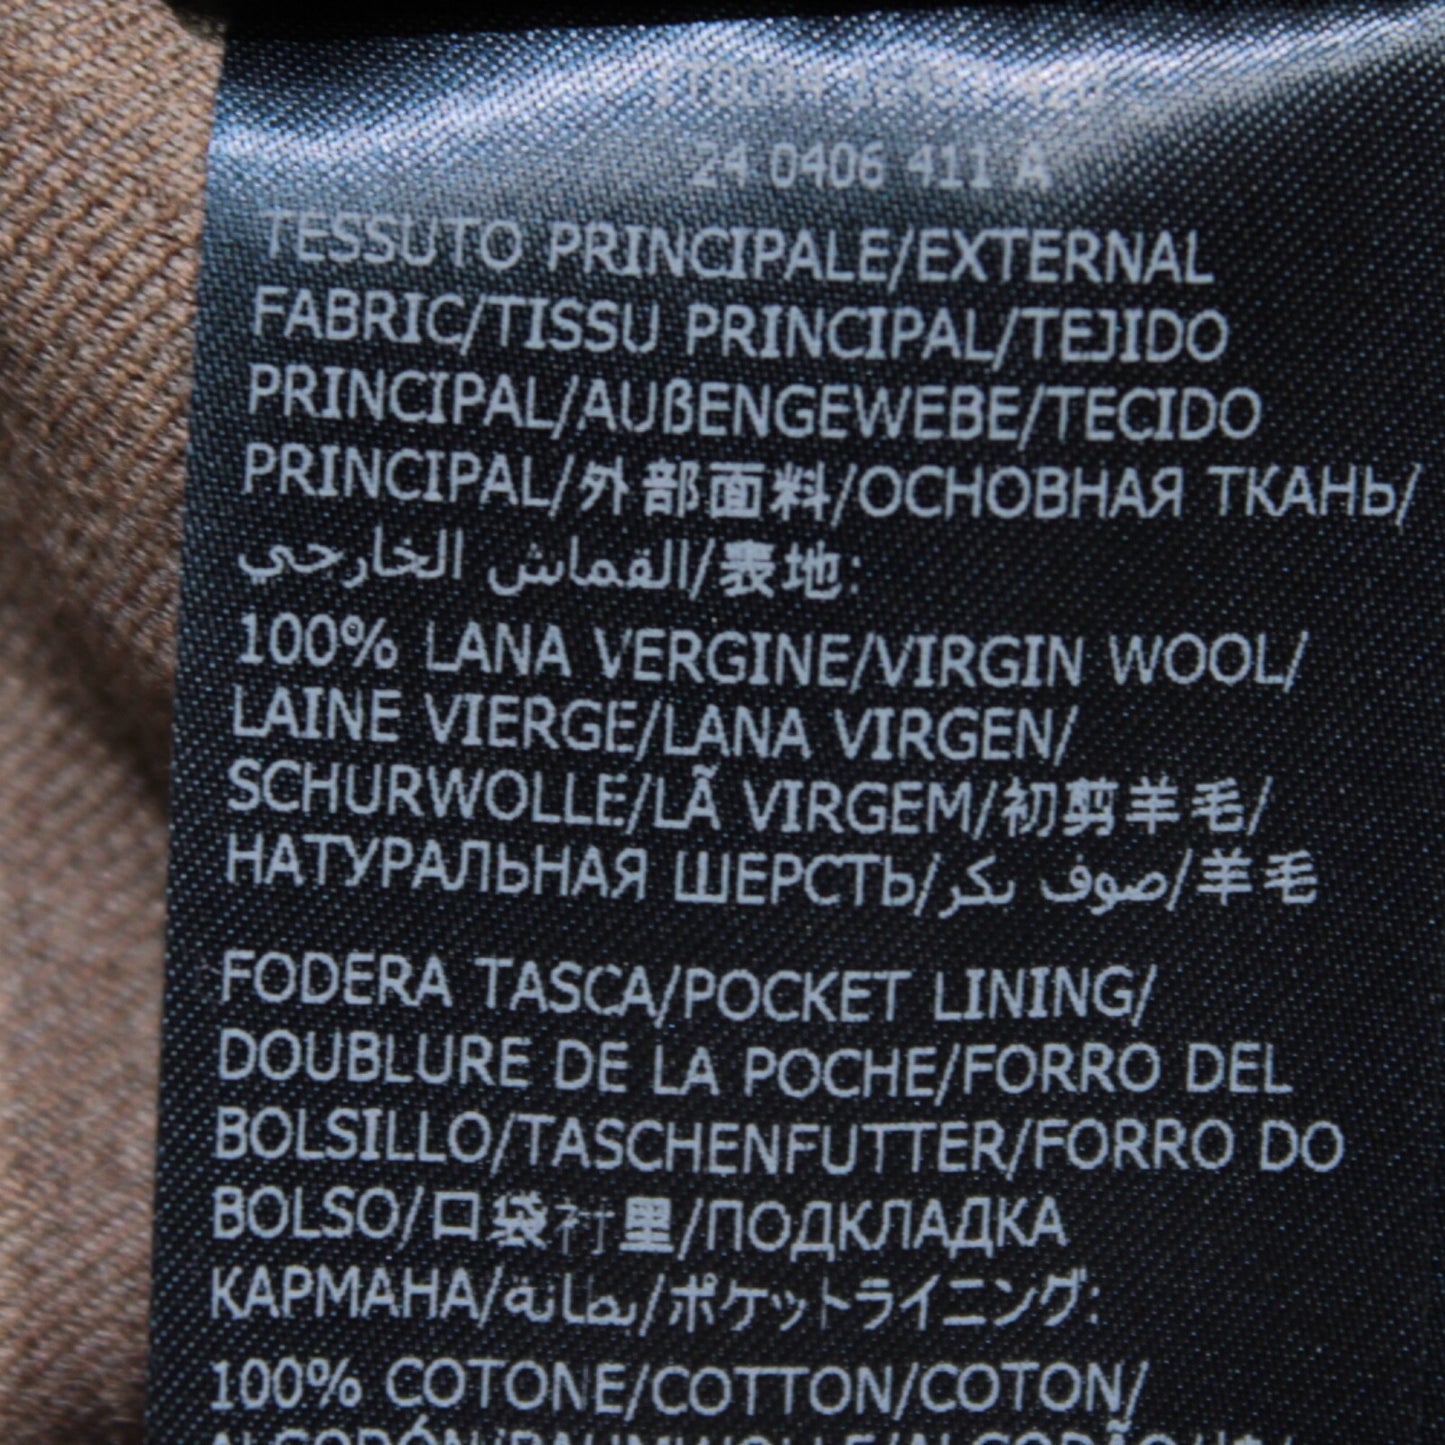 24 0406 411 A
TESSUTO PRINCIPALE/EXTERNAL
FABRIC/TISSU PRINCIPAL/TEJIDO
PRINCIPAL/AUßENGEWEBE/TECIDO
PRINCIPAL/外部面料/ОСНОВНАЯ ТКАНЬ/
القماش الخارجي/表地:
100% LANA VERGINE/VIRGIN WOOL/
LAINE VIERGE/LANA VIRGEN/
SCHURWOLLE/LÃ VIRGEM/初剪羊毛/
НАТУРАЛЬНАЯ ШЕРСТЬ/صوف بكر/羊毛
FODERA TASCA/POCKET LINING/
DOUBLURE DE LA POCHE/FORRO DEL
BOLSILLO/TASCHENFUTTER/FORRO DO
BOLSO/口袋衬里/ПОДКЛАДКА
КАРМАНА/بطانة/ポケットライニング:
100% COTONE/COTTON/COTON/
ALGODÓN/BAUMWOLLE/ALGODÃO/